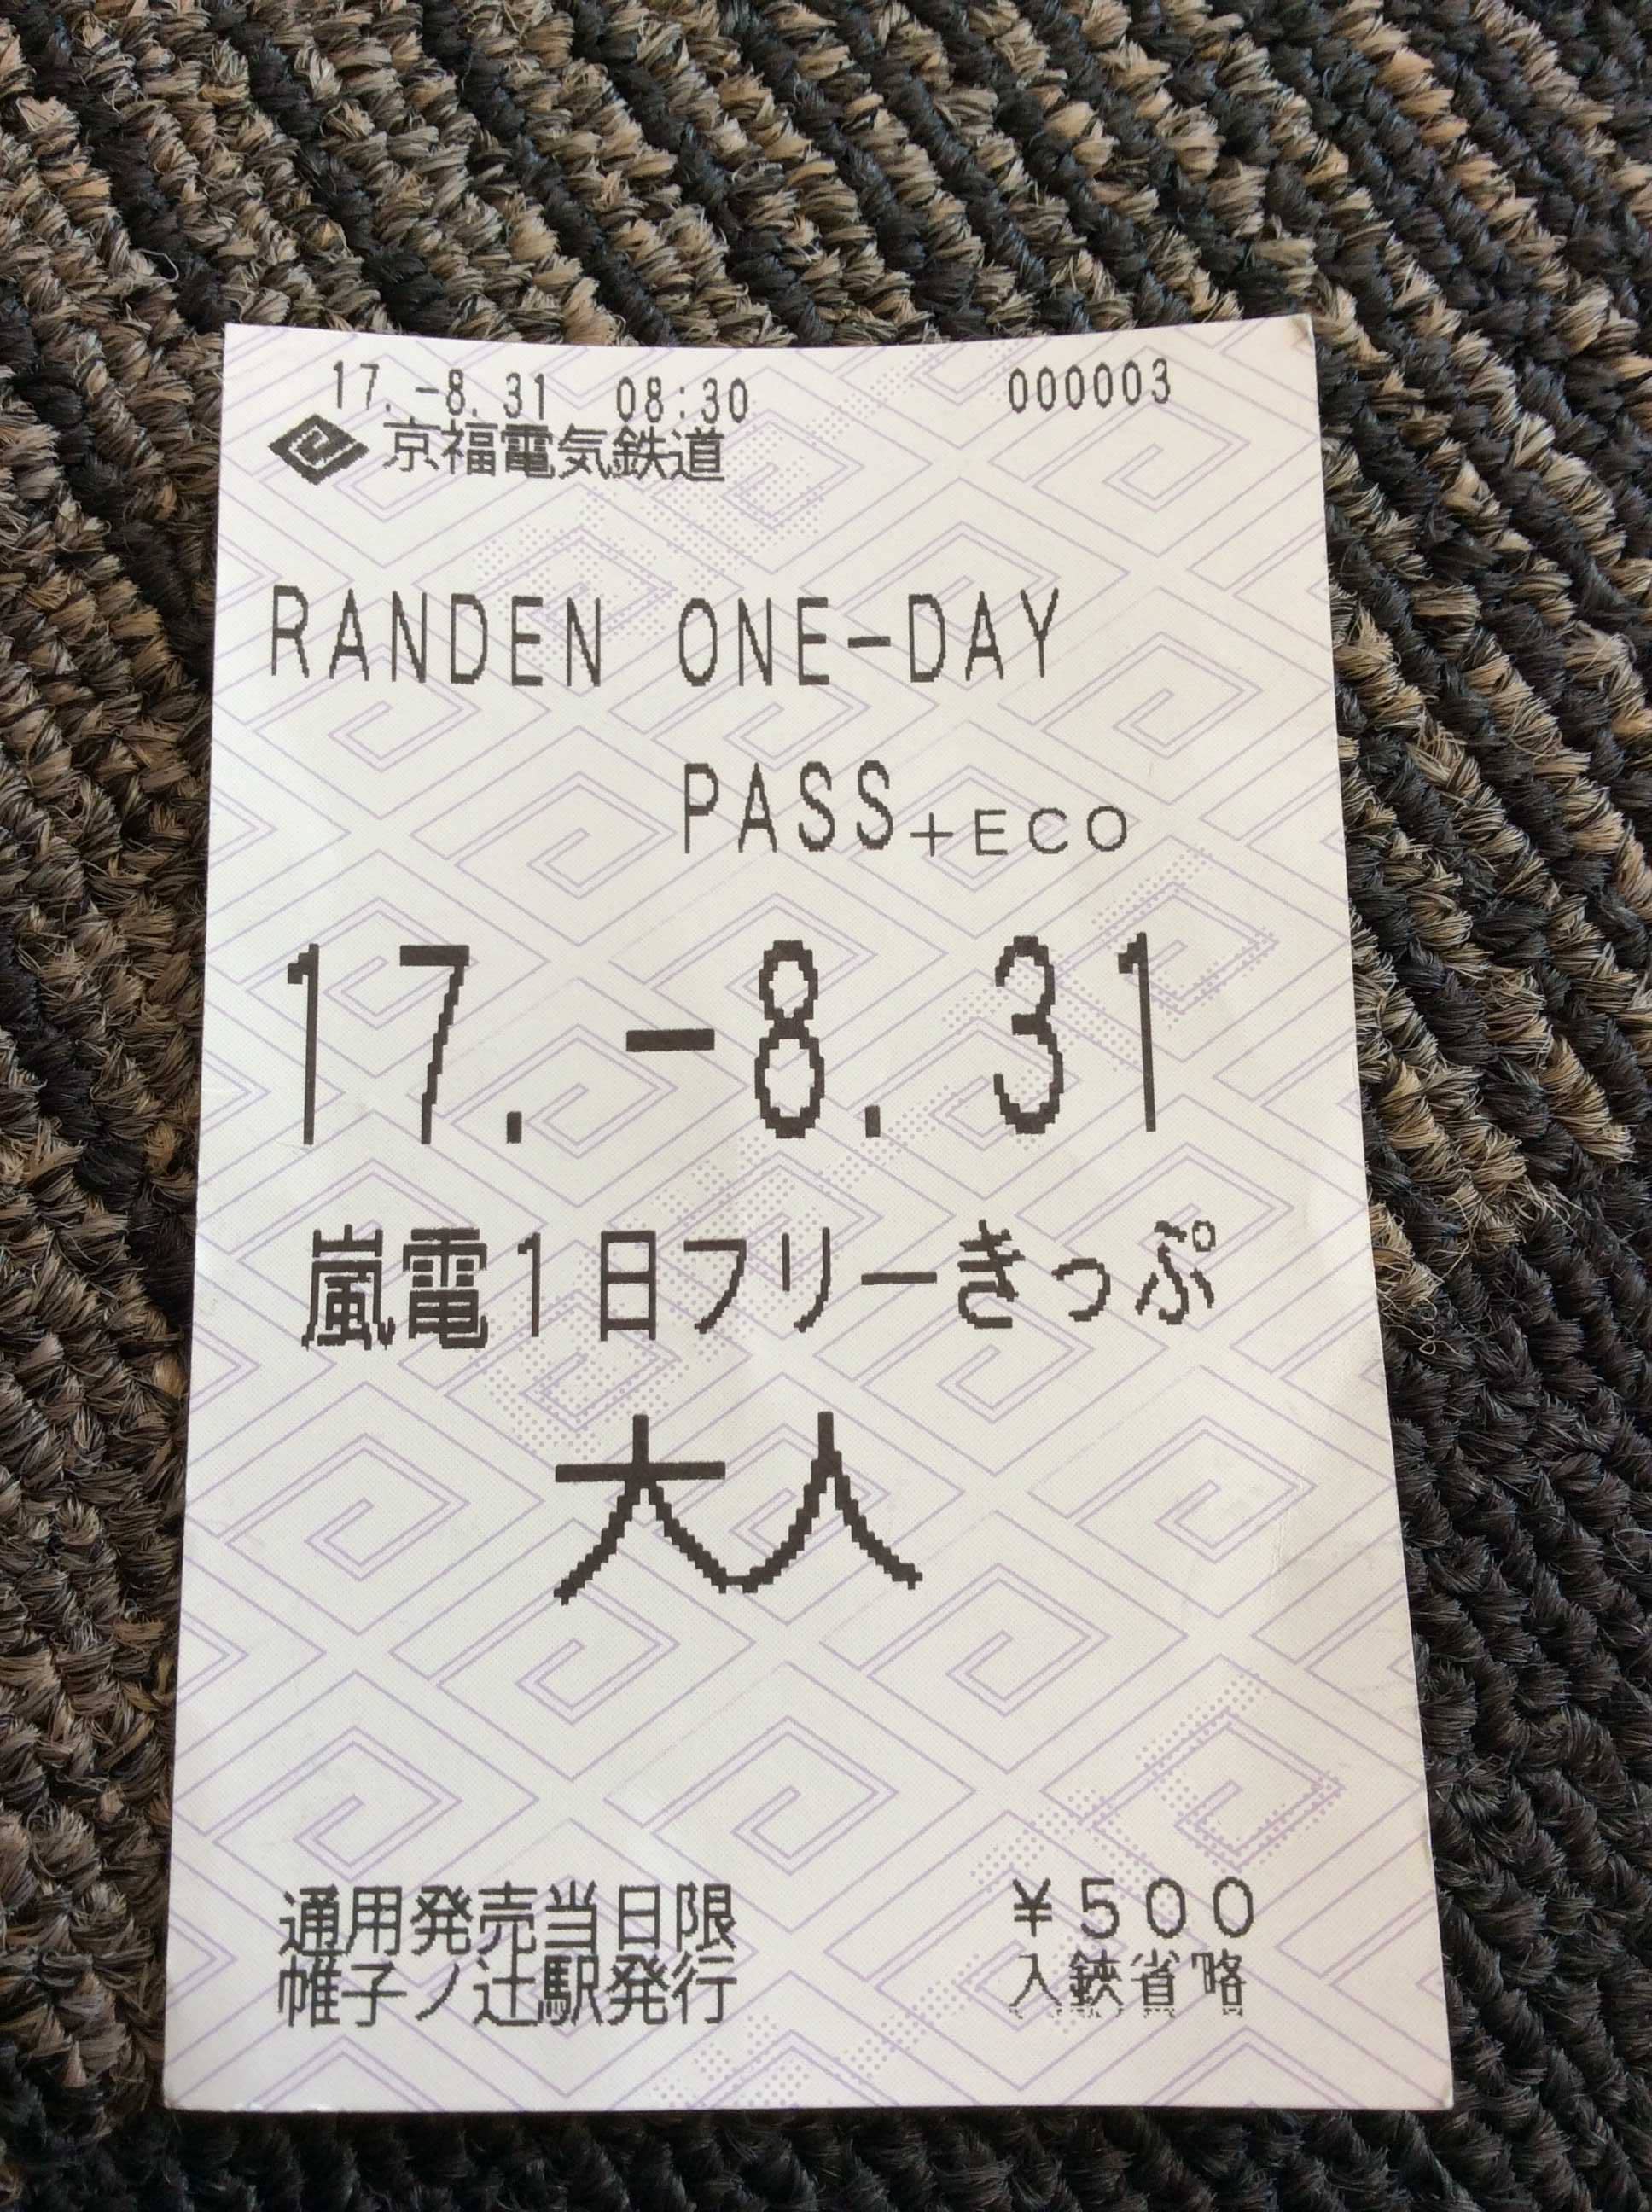 17.-8.31 08:30 000003
京福電気鉄道
RANDEN ONE-DAY
PASS+ECO
17.-8.31
嵐電1日フリーきっぷ
大人
通用発売当日限 ¥500
帷子ノ辻駅発行 入鋏省略